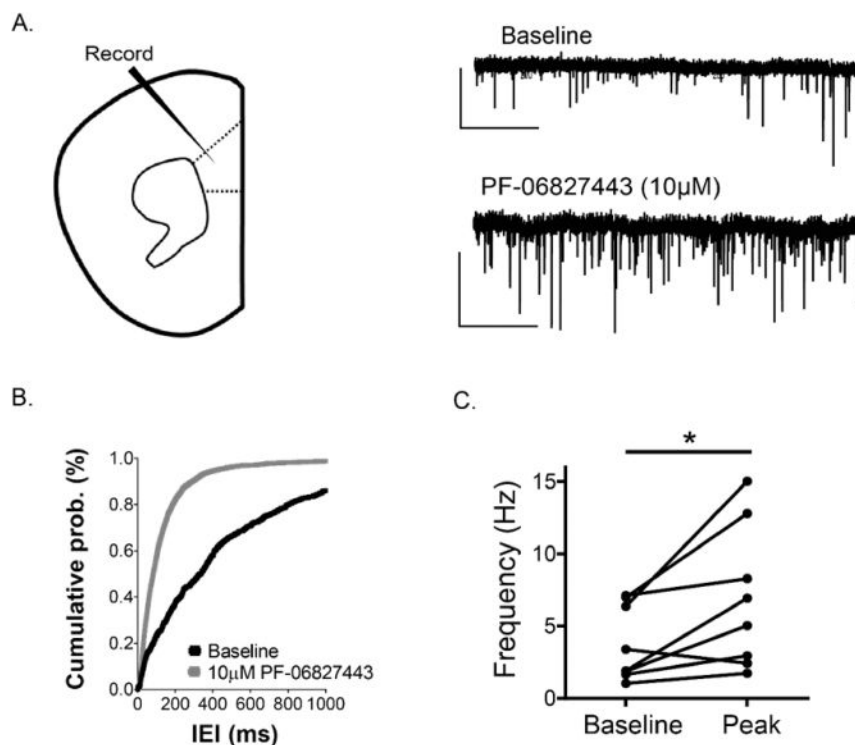 A.
Record
Baseline
PF-06827443 (10µM)
B.
Cumulative prob. (%)
1.0
0.8
0.6
0.4
0.2
0.0
0 200 400 600 800 1000
IEI (ms)
Baseline
10µM PF-06827443
C.
*
Frequency (Hz)
15
10
5
0
Baseline Peak